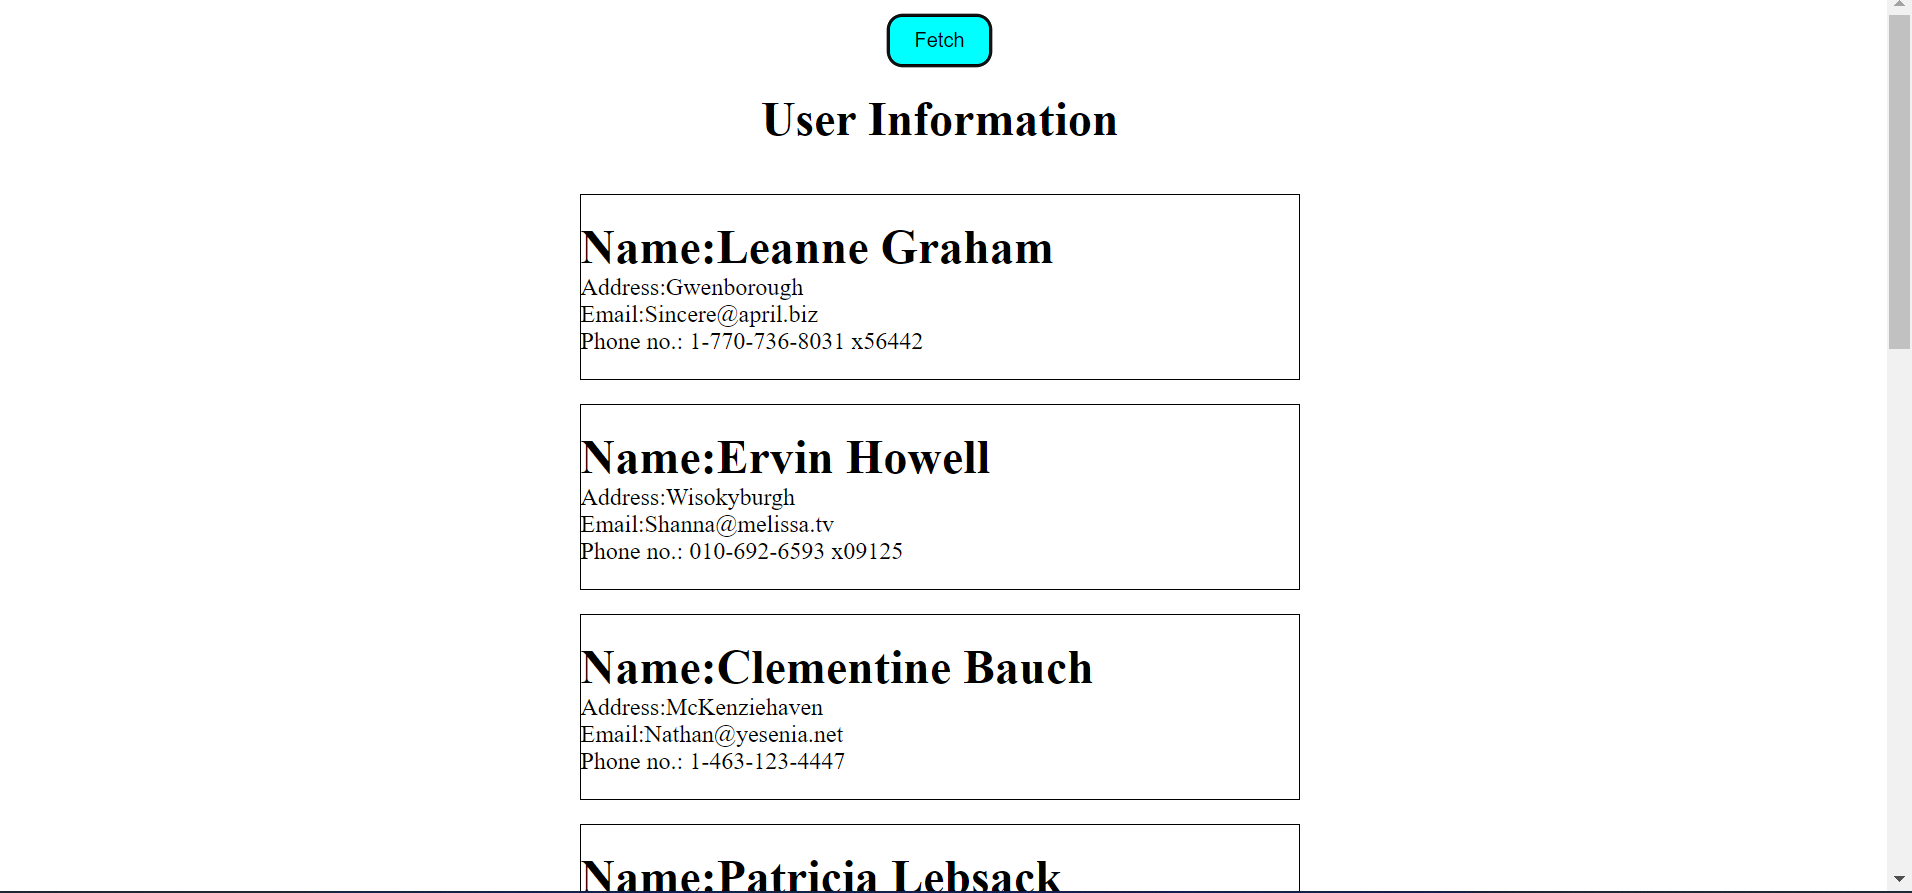 Fetch
User Information
Name:Leanne Graham
Address:Gwenborough
Email:Sincere@april.biz
Phone no.: 1-770-736-8031 x56442
Name:Ervin Howell
Address:Wisokyburgh
Email:Shanna@melissa.tv
Phone no.: 010-692-6593 x09125
Name:Clementine Bauch
Address:McKenziehaven
Email:Nathan@yesenia.net
Phone no.: 1-463-123-4447
Name:Patricia Lebsack